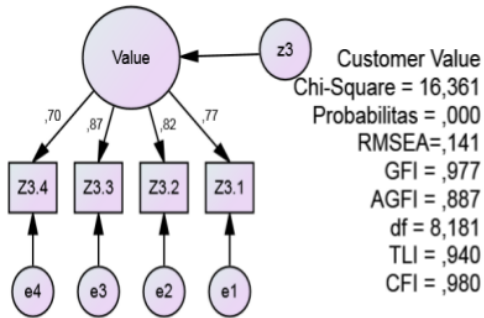 Value
z3
,70
,87
,82
,77
Z3.4
Z3.3
Z3.2
Z3.1
e4
e3
e2
e1
Customer Value
Chi-Square = 16,361
Probabilitas = ,000
RMSEA=,141
GFI = ,977
AGFI = ,887
df = 8,181
TLI = ,940
CFI = ,980